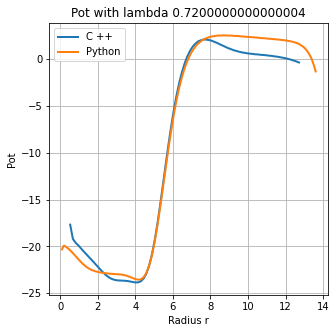 Pot with lambda 0.7200000000000004
C ++
Python
Pot
0
−5
−10
−15
−20
−25
0 2 4 6 8 10 12 14
Radius r